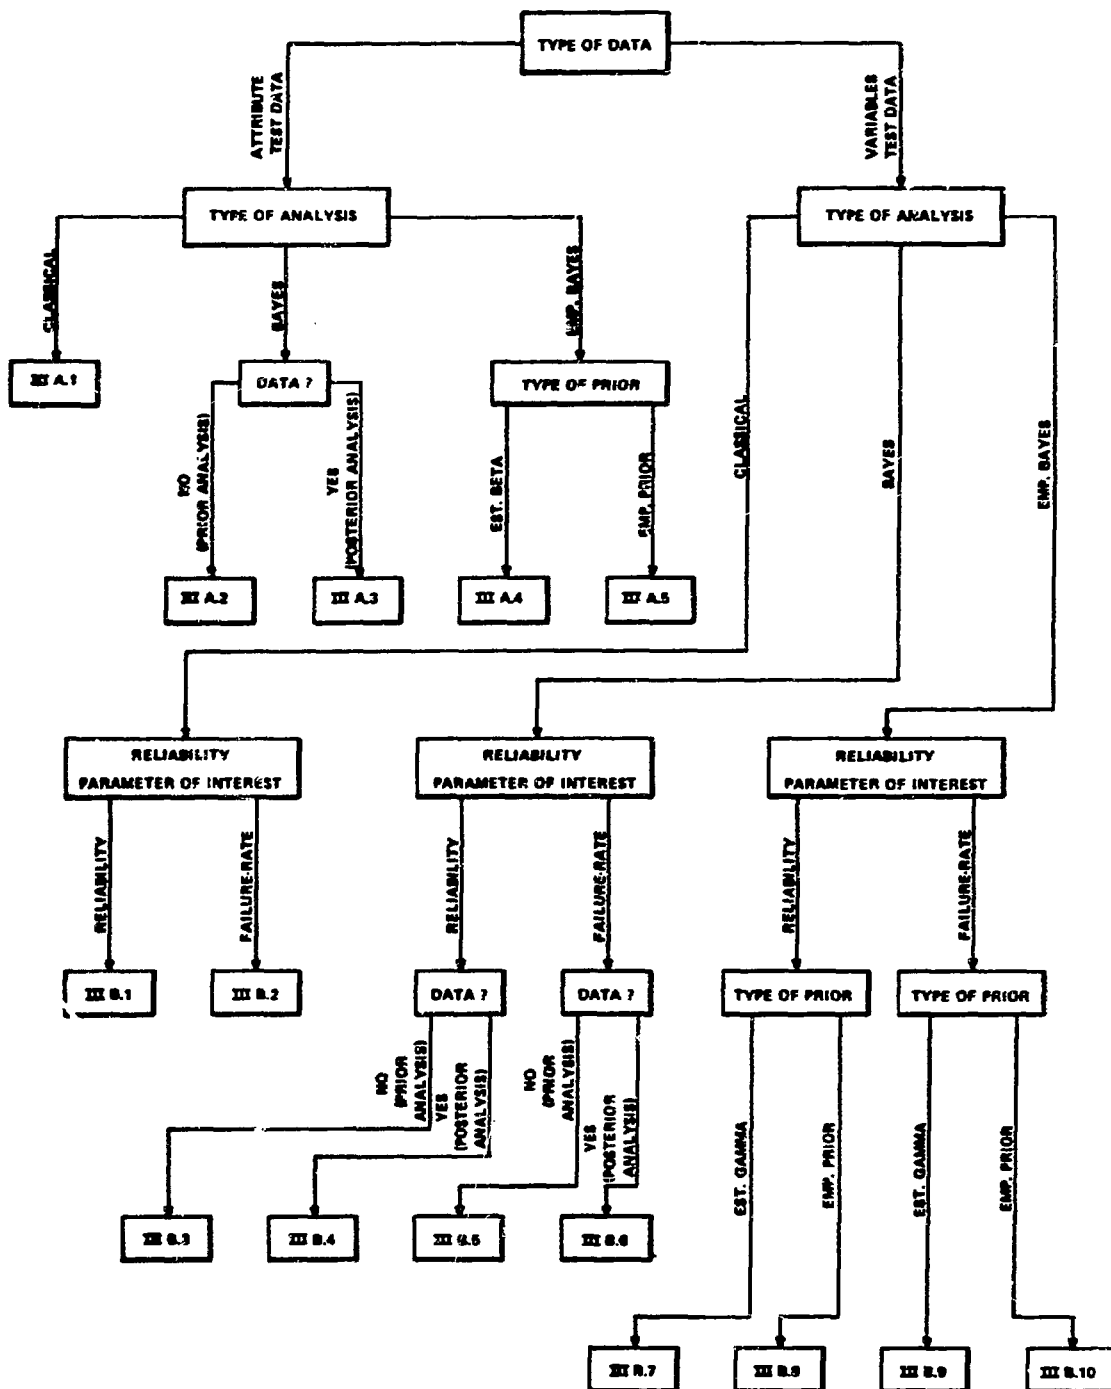 TYPE OF DATA
ATTRIBUTE
TEST DATA
VARIABLES
TEST DATA
TYPE OF ANALYSIS
TYPE OF ANALYSIS
CLASSICAL
BAYES
EMP. BAYES
III A.1
DATA ?
TYPE OF PRIOR
CLASSICAL
BAYES
EMP. BAYES
NO
(PRIOR ANALYSIS)
YES
(POSTERIOR ANALYSIS)
EST. BETA
EMP. PRIOR
III A.2
III A.3
III A.4
III A.5
RELIABILITY
PARAMETER OF INTEREST
RELIABILITY
PARAMETER OF INTEREST
RELIABILITY
PARAMETER OF INTEREST
RELIABILITY
FAILURE-RATE
RELIABILITY
FAILURE-RATE
RELIABILITY
FAILURE-RATE
III B.1
III B.2
DATA ?
DATA ?
TYPE OF PRIOR
TYPE OF PRIOR
NO
(PRIOR
ANALYSIS)
YES
(POSTERIOR
ANALYSIS)
NO
(PRIOR
ANALYSIS)
YES
(POSTERIOR
ANALYSIS)
EST. GAMMA
EMP. PRIOR
EST. GAMMA
EMP. PRIOR
III B.3
III B.4
III B.5
III B.6
III B.7
III B.8
III B.9
III B.10